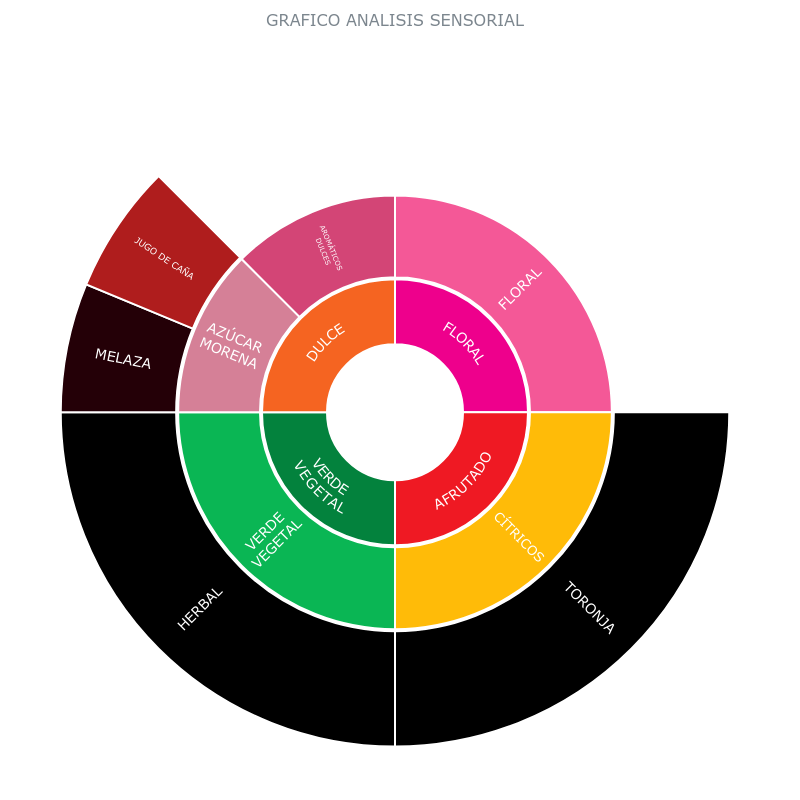 GRAFICO ANALISIS SENSORIAL
JUGO DE CAÑA
MELAZA
AZÚCAR
MORENA
AROMÁTICOS
DULCES
DULCE
FLORAL
FLORAL
VERDE
VEGETAL
AFRUTADO
VERDE
VEGETAL
CÍTRICOS
HERBAL
TORONJA